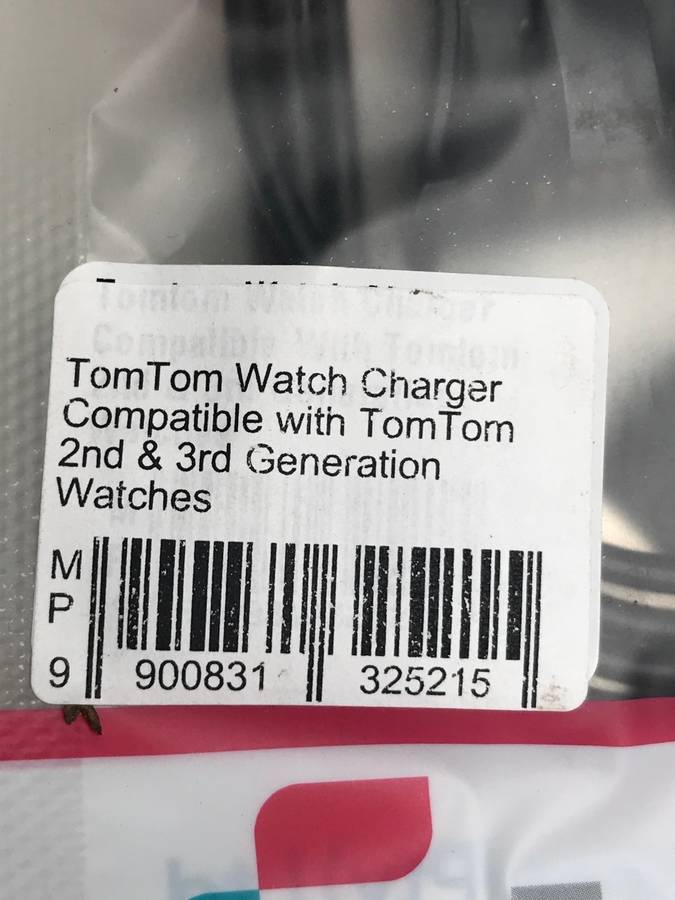 TomTom Watch Charger
Compatible with TomTom
2nd & 3rd Generation
Watches
M
P
9 900831 325215